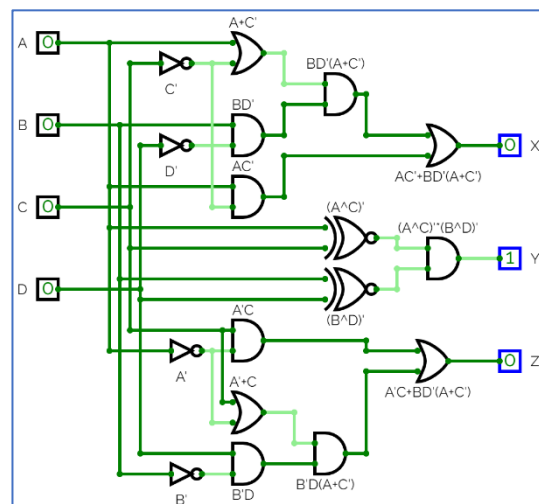 A+C'
A
0
BD'(A+C')
C'
BD'
B
0
0
X
D'
AC'
AC'+BD'(A+C')
C
0
(A^C)'
(A^C)'*(B^D)'
1
Y
D
0
A'C
(B^D)'
0
Z
A'
A'+C
A'C+BD'(A+C')
B'
B'D
B'D(A+C')